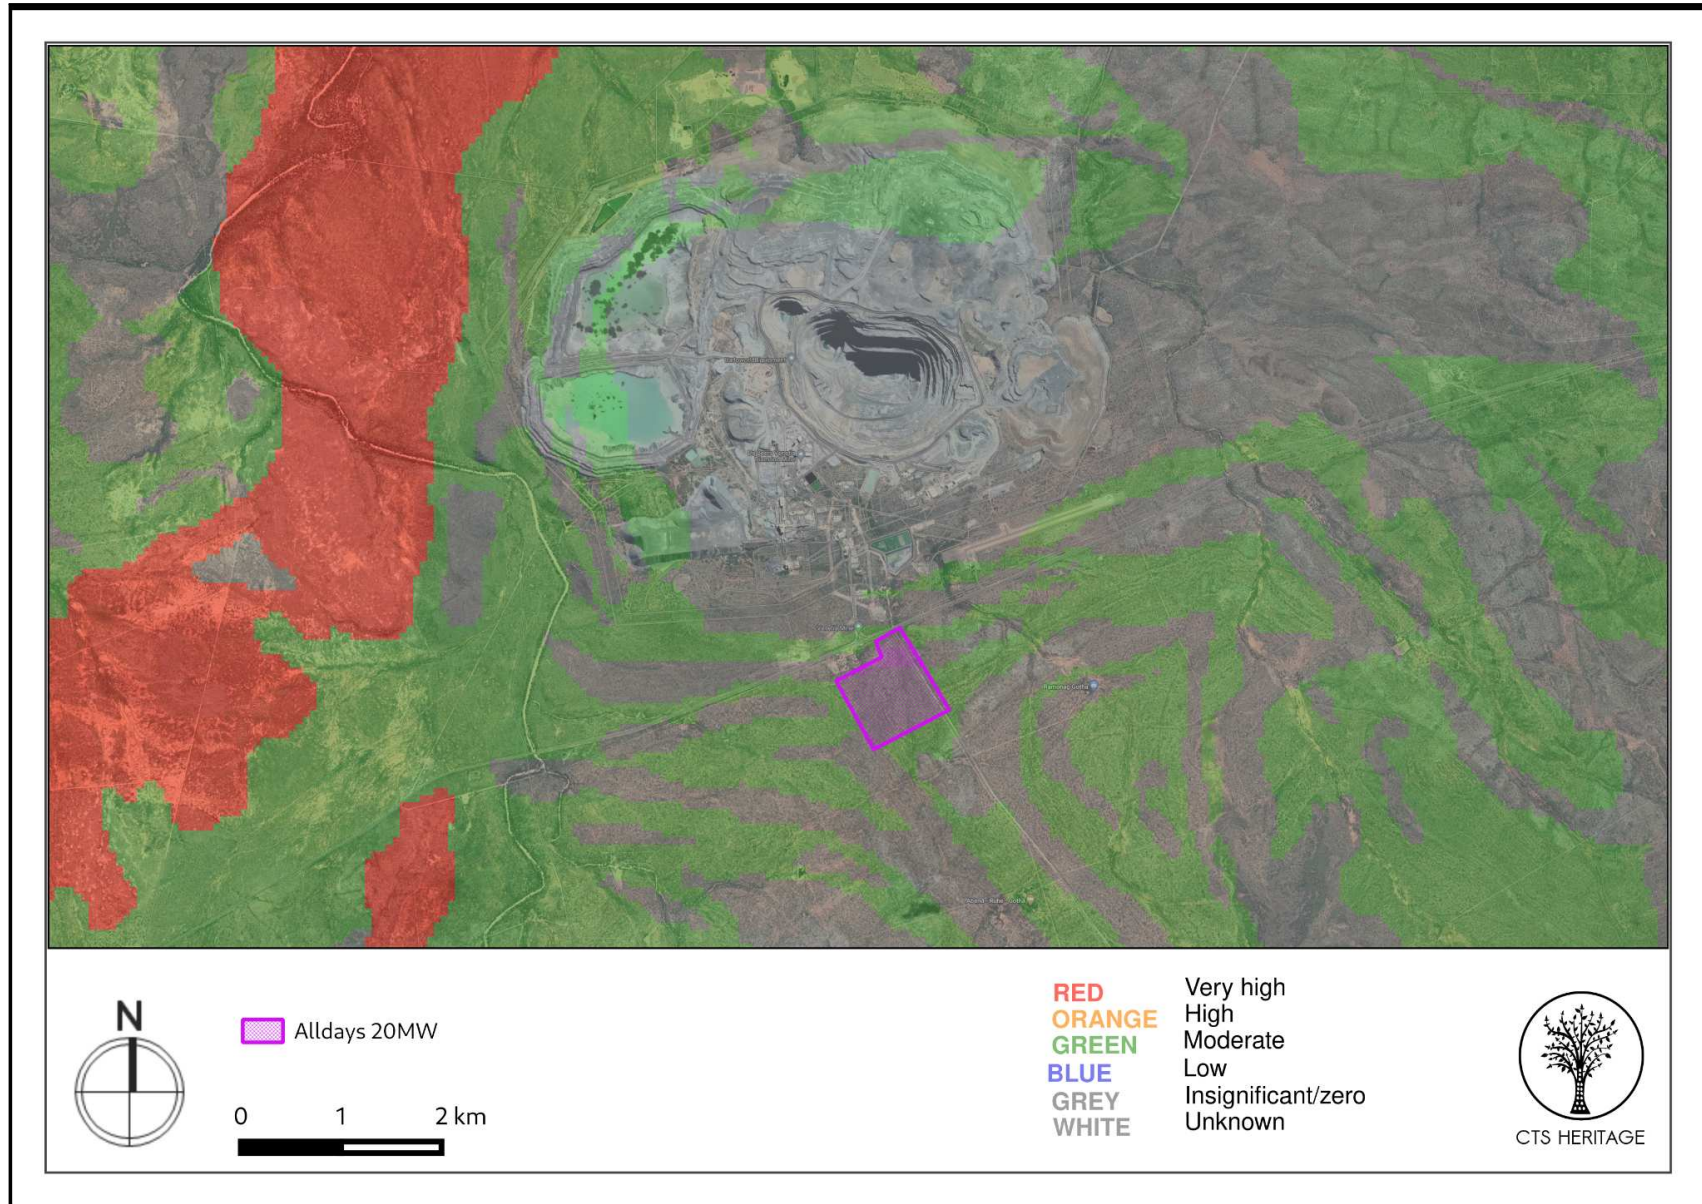 N
Alldays 20MW
0 1 2 km
RED Very high
ORANGE High
GREEN Moderate
BLUE Low
GREY Insignificant/zero
WHITE Unknown
CTS HERITAGE